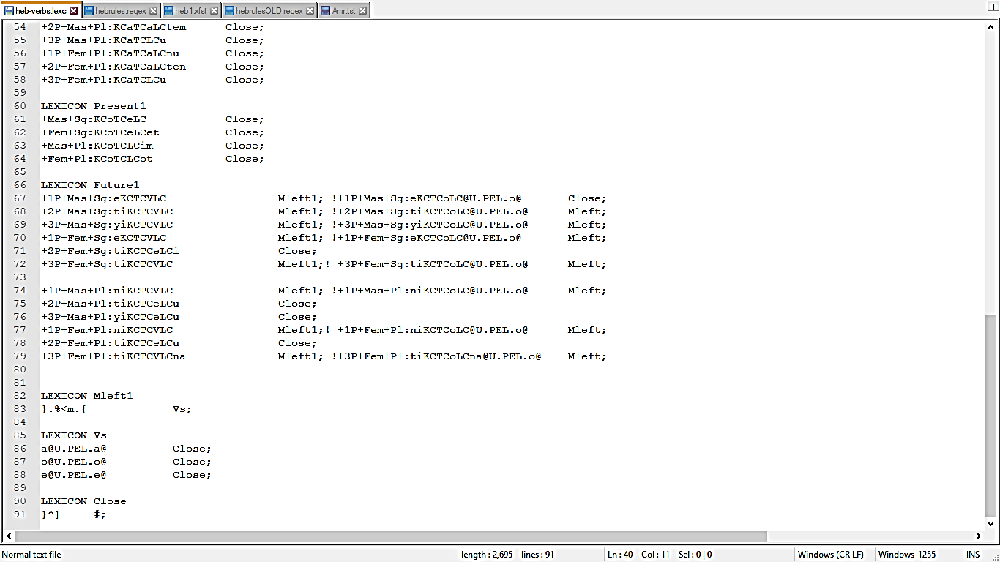 heb-verbs.lexc hebrules.regex heb1.xfst hebrulesOLD.regex Amr.tst
54 +2P+Mas+Pl:KCaTCaLCtem Close;
55 +3P+Mas+Pl:KCaTCLCu Close;
56 +1P+Fem+Pl:KCaTCaLCnu Close;
57 +2P+Fem+Pl:KCaTCaLCten Close;
58 +3P+Fem+Pl:KCaTCLCu Close;
59
60 LEXICON Present1
61 +Mas+Sg:KCoTCeLC Close;
62 +Fem+Sg:KCoTCeLCet Close;
63 +Mas+Pl:KCoTCLCim Close;
64 +Fem+Pl:KCoTCLCot Close;
65
66 LEXICON Future1
67 +1P+Mas+Sg:eKCTCVLC Mleft1; !+1P+Mas+Sg:eKCTCoLC@U.PEL.o@ Close;
68 +2P+Mas+Sg:tiKCTCVLC Mleft1; !+2P+Mas+Sg:tiKCTCoLC@U.PEL.o@ Mleft;
69 +3P+Mas+Sg:yiKCTCVLC Mleft1; !+3P+Mas+Sg:yiKCTCoLC@U.PEL.o@ Mleft;
70 +1P+Fem+Sg:eKCTCVLC Mleft1; !+1P+Fem+Sg:eKCTCoLC@U.PEL.o@ Mleft;
71 +2P+Fem+Sg:tiKCTCeLCi Close;
72 +3P+Fem+Sg:tiKCTCVLC Mleft1;! +3P+Fem+Sg:tiKCTCoLC@U.PEL.o@ Mleft;
73
74 +1P+Mas+Pl:niKCTCVLC Mleft1; !+1P+Mas+Pl:niKCTCoLC@U.PEL.o@ Mleft;
75 +2P+Mas+Pl:tiKCTCeLCu Close;
76 +3P+Mas+Pl:yiKCTCeLCu Close;
77 +1P+Fem+Pl:niKCTCVLC Mleft1;! +1P+Fem+Pl:niKCTCoLC@U.PEL.o@ Mleft;
78 +2P+Fem+Pl:tiKCTCeLCu Close;
79 +3P+Fem+Pl:tiKCTCVLCna Mleft1; !+3P+Fem+Pl:tiKCTCoLCna@U.PEL.o@ Mleft;
80
81
82 LEXICON Mleft1
83 }.%<m.{ Vs;
84
85 LEXICON Vs
86 a@U.PEL.a@ Close;
87 o@U.PEL.o@ Close;
88 e@U.PEL.e@ Close;
89
90 LEXICON Close
91 }^] #;
Normal text file length : 2,695 lines : 91 Ln : 40 Col : 11 Sel : 0 | 0 Windows (CR LF) Windows-1255 INS